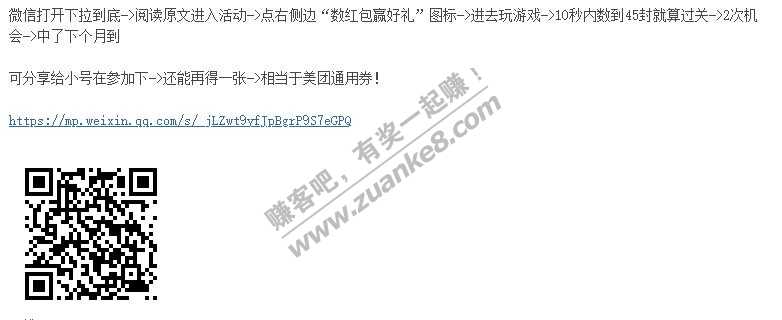 微信打开下拉到底->阅读原文进入活动->点右侧边“数红包赢好礼”图标->进去玩游戏->10秒内数到45封就算过关->2次机
会->中了下个月到
可分享给小号在参加下->还能再得一张->相当于美团通用券！
https://mp.weixin.qq.com/s/_jLZwt9vfJpBgrP9S7eGPQ
赚客吧，有奖一起赚！
www.zuanke8.com